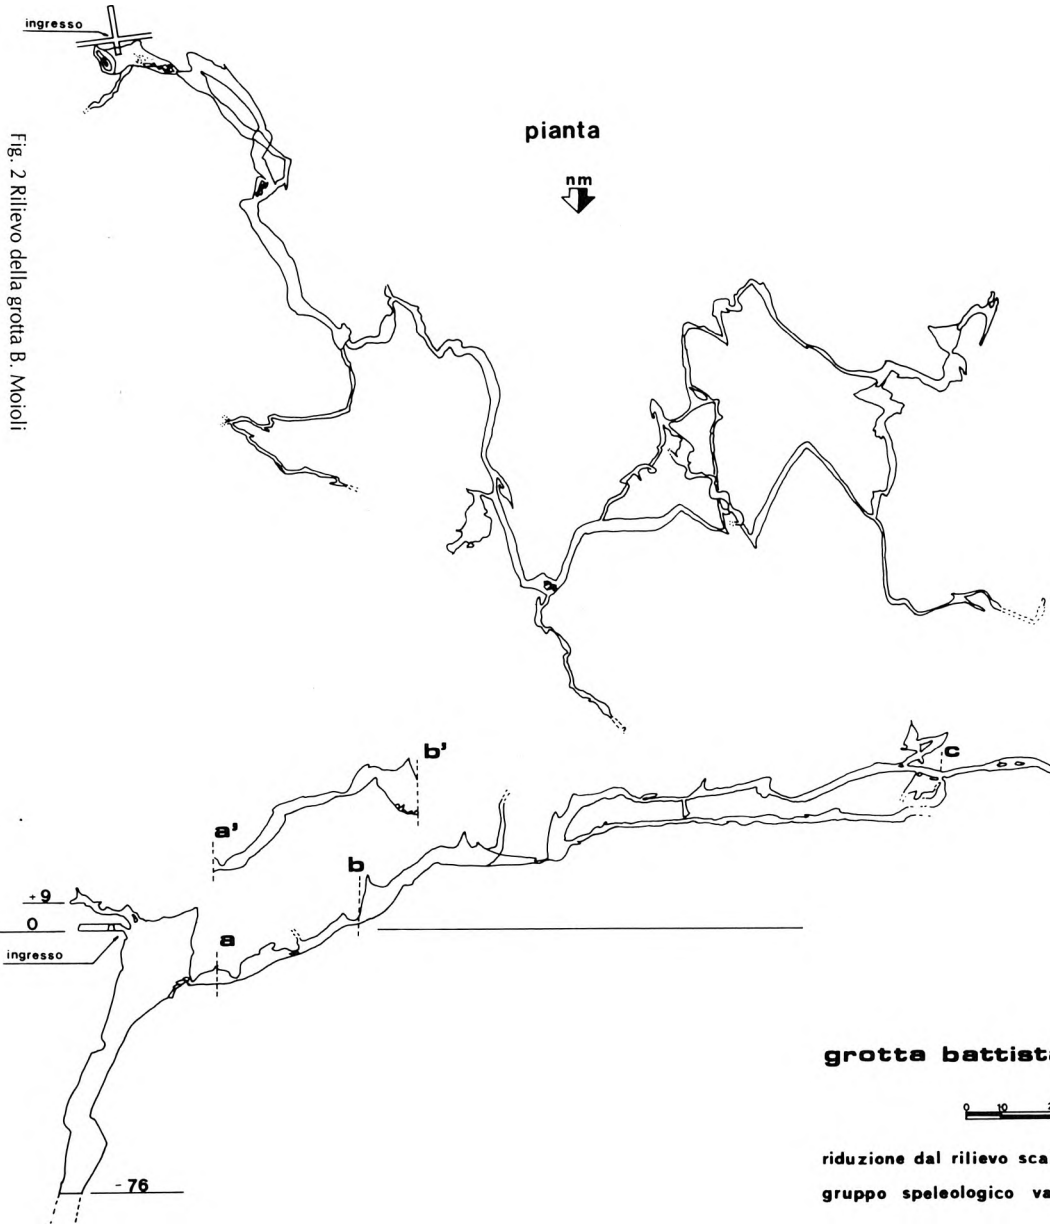 ingresso
pianta
nm
Fig. 2 Rilievo della grotta B. Moioli
b'
c
a'
b
+9
0
a
ingresso
grotta battista
0 10
riduzione dal rilievo sca
gruppo speleologico va
-76